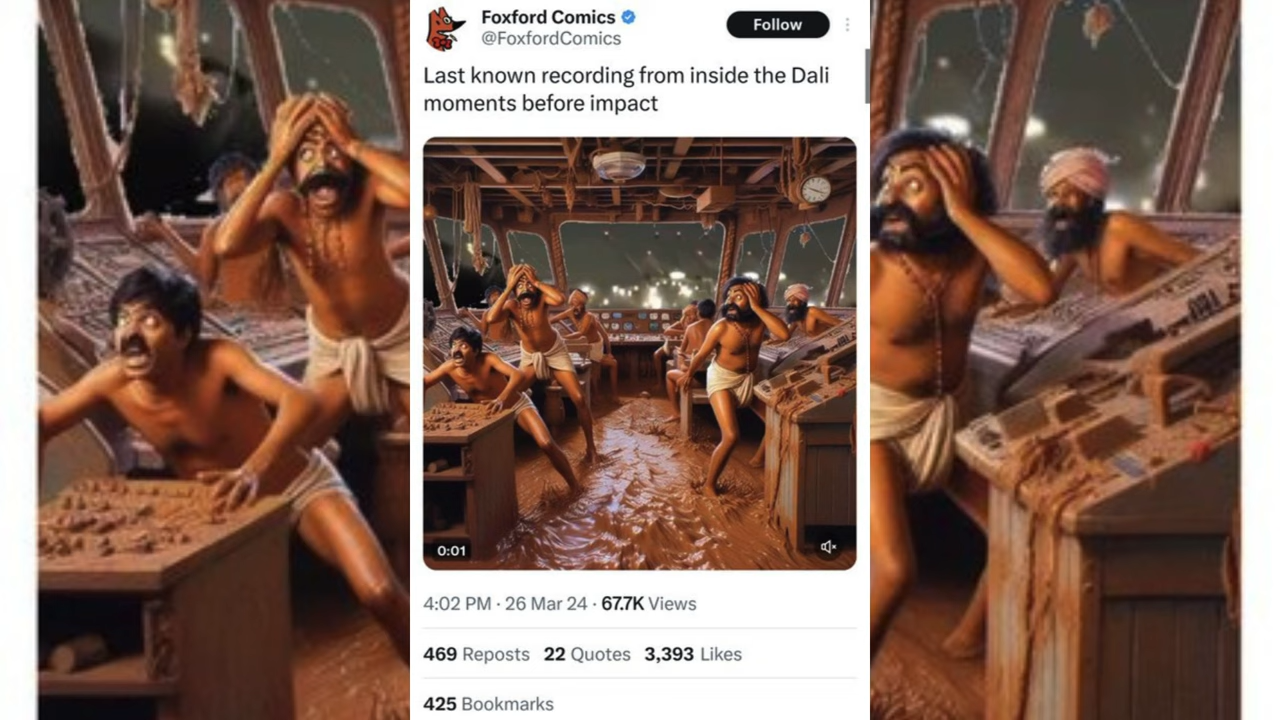 Foxford Comics
@FoxfordComics
Follow
Last known recording from inside the Dali
moments before impact
0:01
4:02 PM · 26 Mar 24 · 67.7K Views
469 Reposts 22 Quotes 3,393 Likes
425 Bookmarks